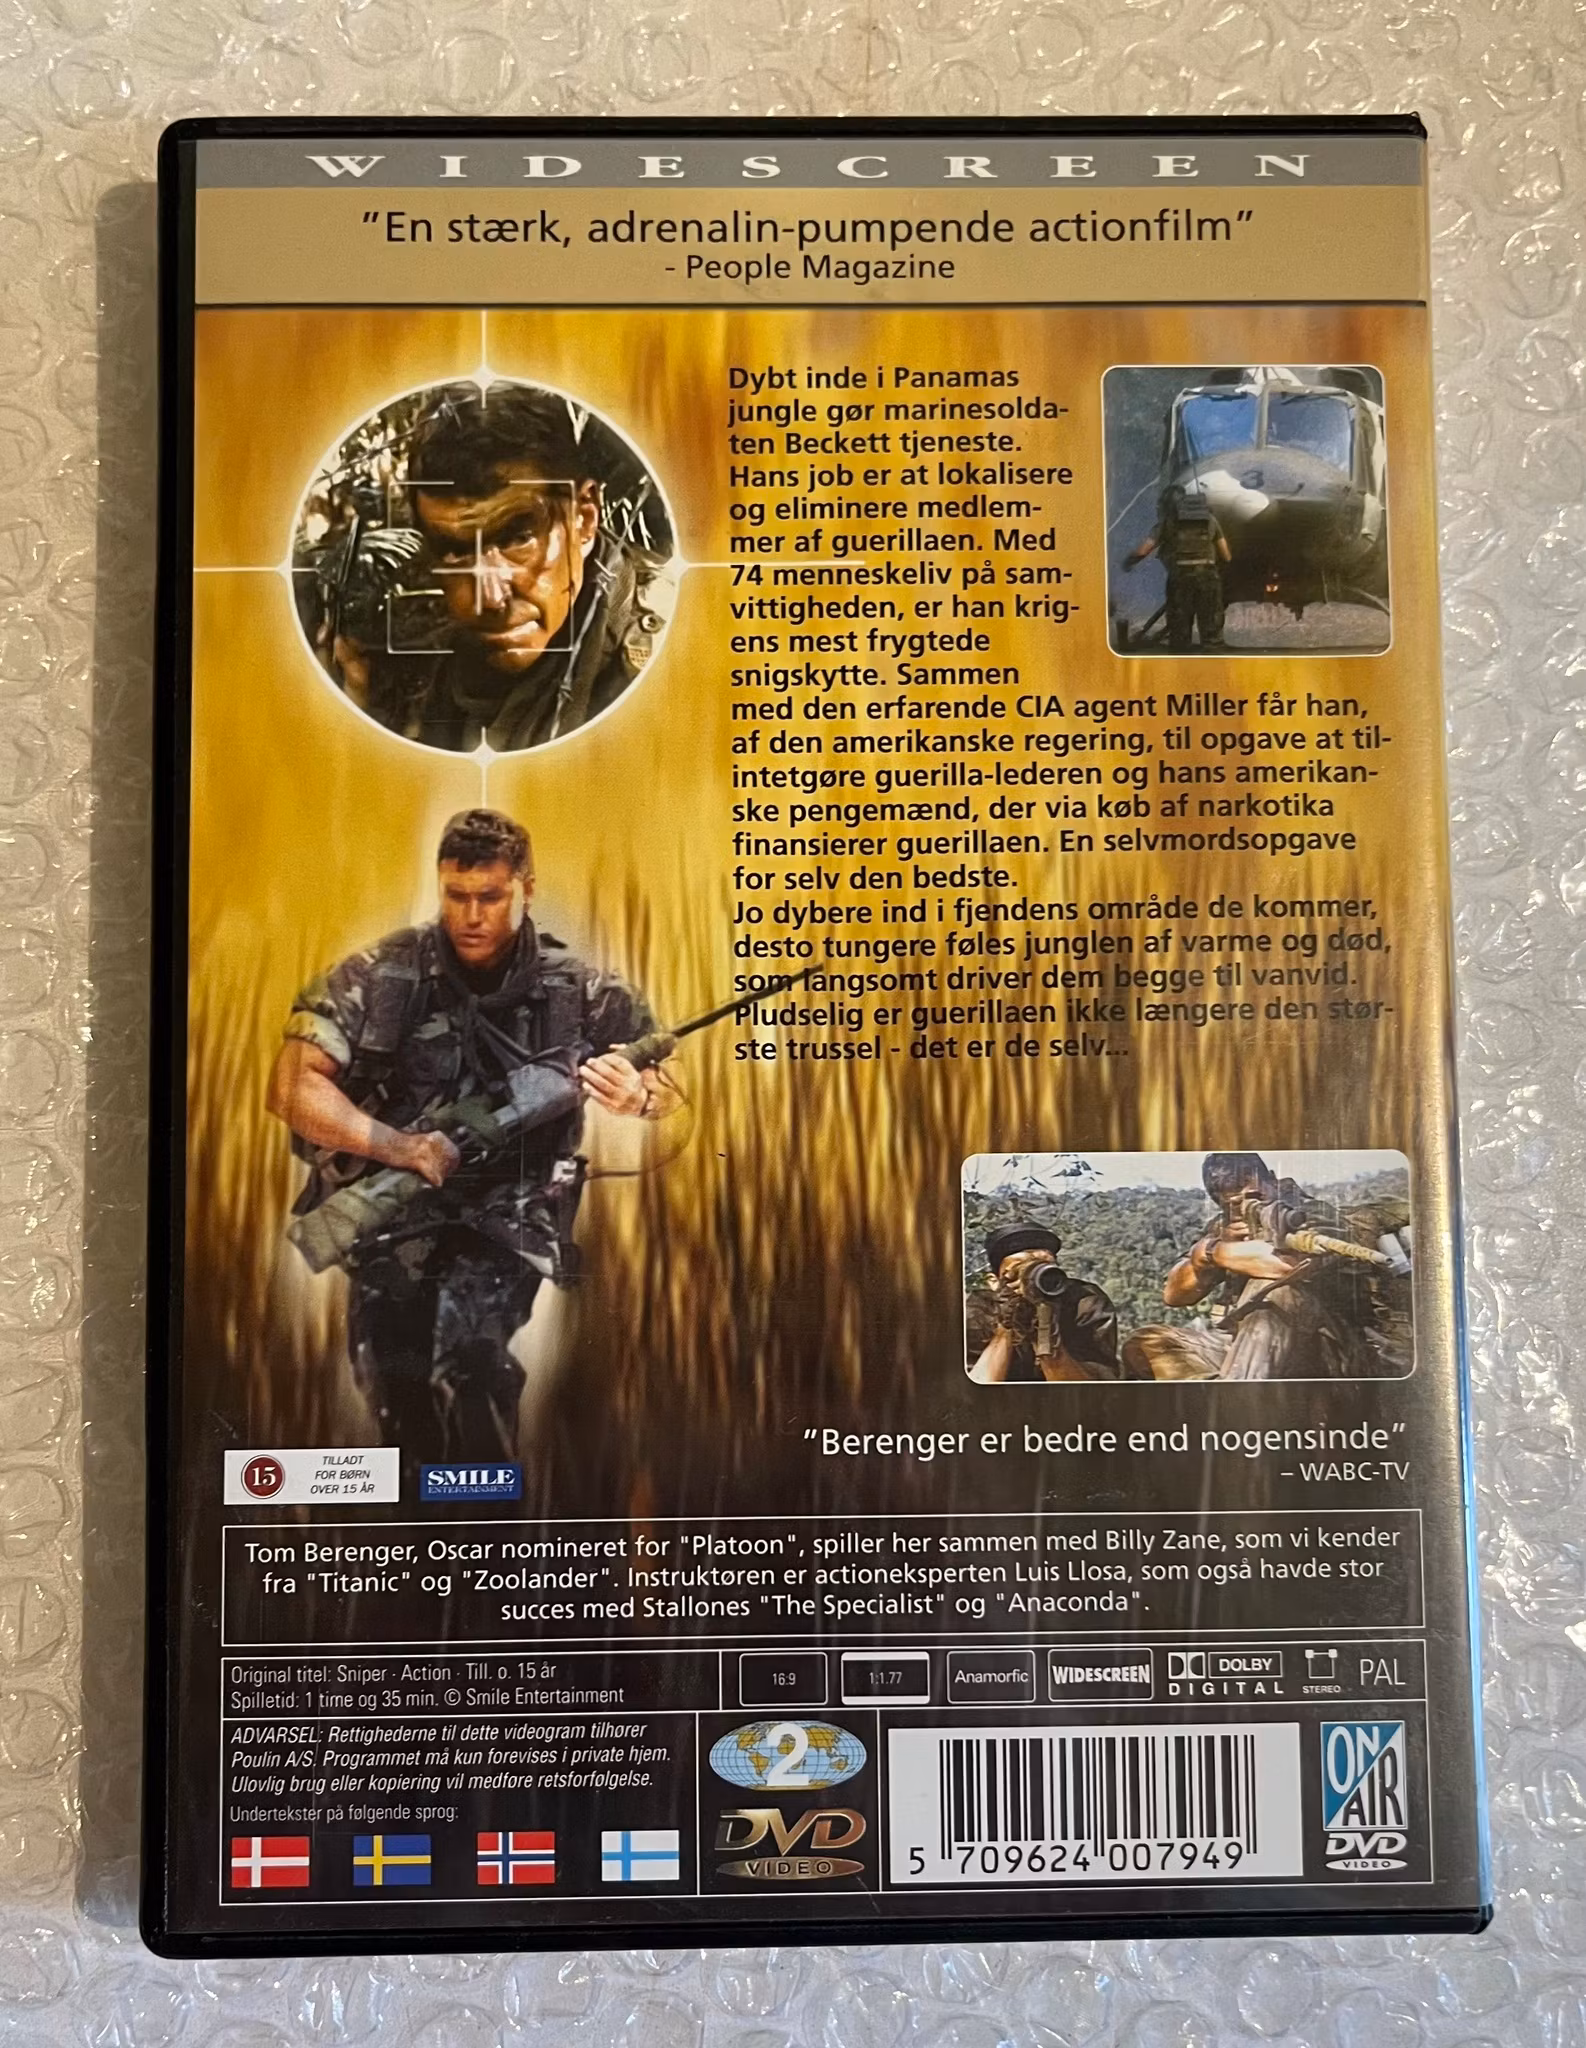 WIDESCREEN
"En stærk, adrenalin-pumpende actionfilm"
- People Magazine
Dybt inde i Panamas
jungle gør marinesolda-
ten Beckett tjeneste.
Hans job er at lokalisere
og eliminere medlem-
mer af guerillaen. Med
74 menneskeliv på sam-
vittigheden, er han krig-
ens mest frygtede
snigskytte. Sammen
med den erfarende CIA agent Miller får han,
af den amerikanske regering, til opgave at til-
intetgøre guerilla-lederen og hans amerikan-
ske pengemænd, der via køb af narkotika
finansierer guerillaen. En selvmordsopgave
for selv den bedste.
Jo dybere ind i fjendens område de kommer,
desto tungere føles junglen af varme og død,
som langsomt driver dem begge til vanvid.
Pludselig er guerillaen ikke længere den stør-
ste trussel - det er de selv...
3
"Berenger er bedre end nogensinde"
– WABC-TV
15
TILLADT
FOR BØRN
OVER 15 ÅR
SMILE
ENTERTAINMENT
Tom Berenger, Oscar nomineret for "Platoon", spiller her sammen med Billy Zane, som vi kender
fra "Titanic" og "Zoolander". Instruktøren er actioneksperten Luis Llosa, som også havde stor
succes med Stallones "The Specialist" og "Anaconda".
Original titel: Sniper · Action · Till. o. 15 år
Spilletid: 1 time og 35 min. © Smile Entertainment
16:9
1:1.77
Anamorfic
WIDESCREEN
DOLBY
DIGITAL
STEREO
PAL
ADVARSEL: Rettighederne til dette videogram tilhører
Poulin A/S. Programmet må kun forevises i private hjem.
Ulovlig brug eller kopiering vil medføre retsforfølgelse.
Undertekster på følgende sprog:
2
DVD
VIDEO
5 709624 007949
ON
AIR
DVD
VIDEO